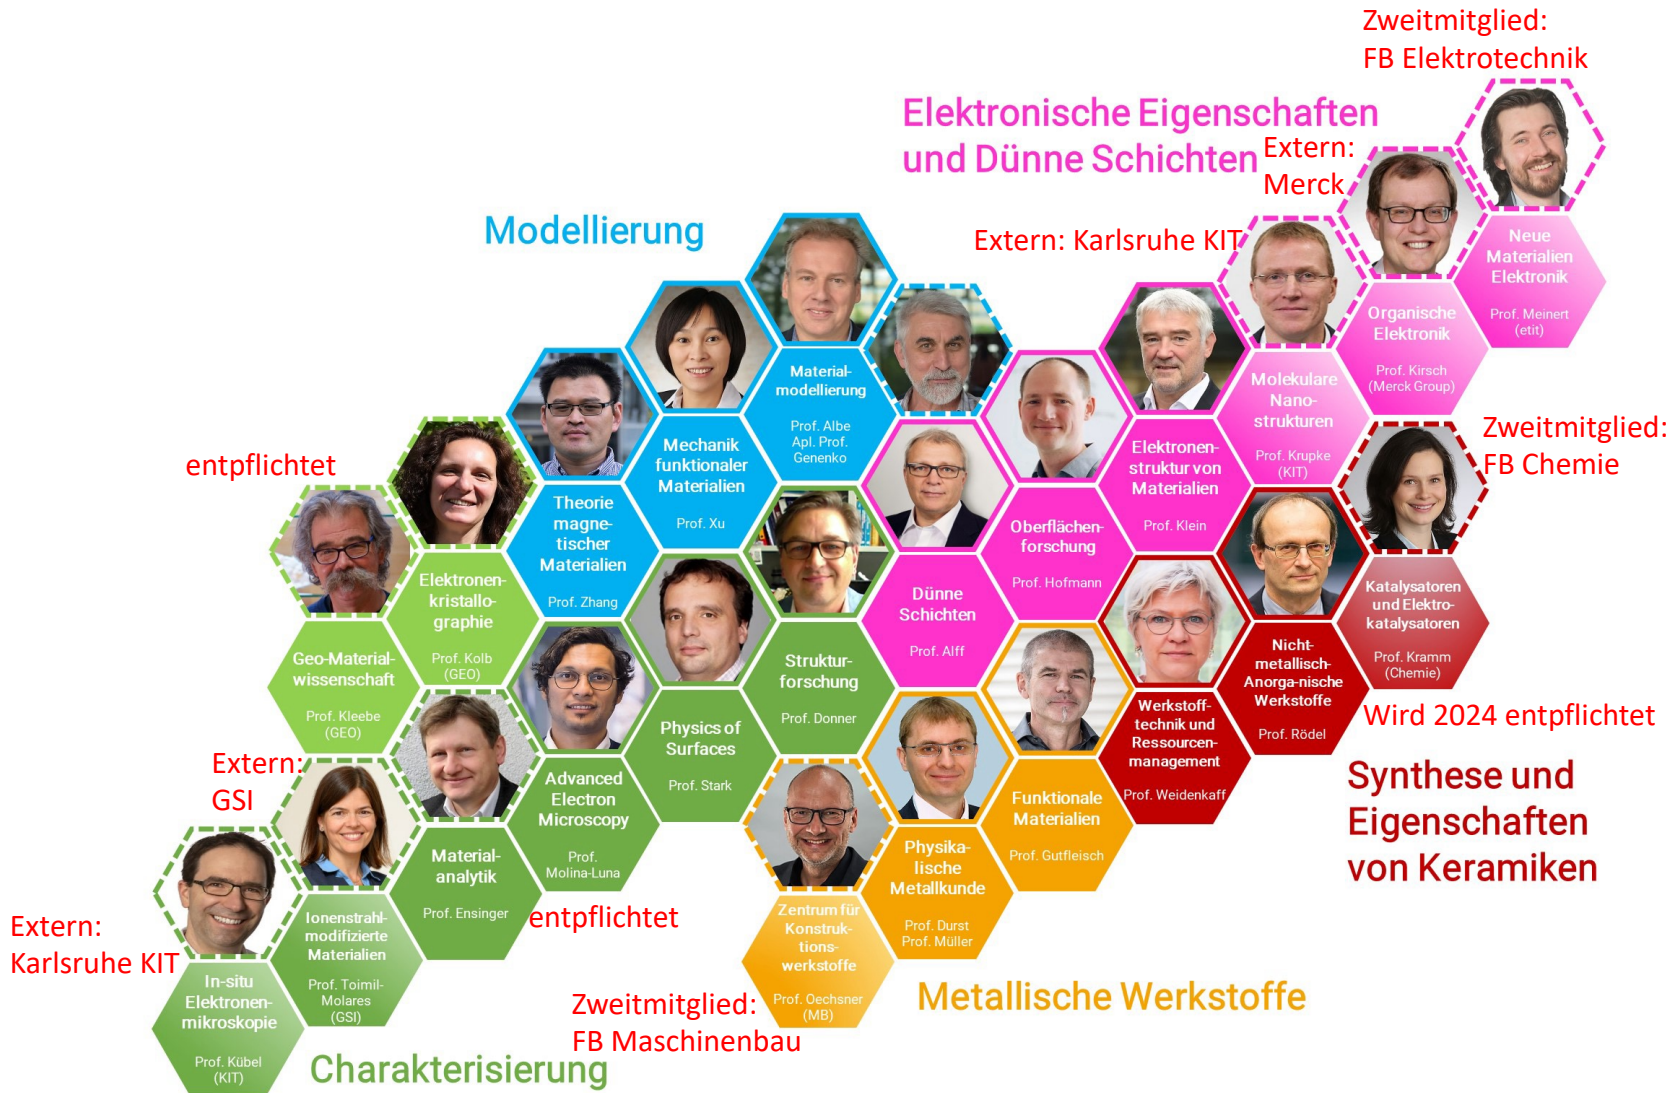 Zweitmitglied:
FB Elektrotechnik
Elektronische Eigenschaften
und Dünne Schichten
Extern:
Merck
Modellierung
Extern: Karlsruhe KIT
Neue
Materialien
Elektronik
Prof. Meinert
(etit)
Organische
Elektronik
Prof. Kirsch
(Merck Group)
Molekulare
Nano-
strukturen
Prof. Krupke
(KIT)
Material-
modellierung
Prof. Albe
Apl. Prof.
Genenko
Mechanik
funktionaler
Materialien
Prof. Xu
Elektronen-
struktur von
Materialien
Prof. Klein
Zweitmitglied:
FB Chemie
entpflichtet
Theorie
magne-
tischer
Materialien
Prof. Zhang
Oberflächen-
forschung
Prof. Hofmann
Elektronen-
kristallo-
graphie
Prof. Kolb
(GEO)
Dünne
Schichten
Prof. Alff
Katalysatoren
und Elektro-
katalysatoren
Prof. Kramm
(Chemie)
Geo-Material-
wissenschaft
Prof. Kleebe
(GEO)
Struktur-
forschung
Prof. Donner
Nicht-
metallisch-
Anorga-nische
Werkstoffe
Prof. Rödel
Wird 2024 entpflichtet
Physics of
Surfaces
Prof. Stark
Werkstoff-
technik und
Ressourcen-
management
Prof. Weidenkaff
Extern:
GSI
Advanced
Electron
Microscopy
Prof.
Molina-Luna
Funktionale
Materialien
Prof. Gutfleisch
Synthese und
Eigenschaften
von Keramiken
Material-
analytik
Prof. Ensinger
entpflichtet
Physika-
lische
Metallkunde
Prof. Durst
Prof. Müller
Extern:
Karlsruhe KIT
Ionenstrahl-
modifizierte
Materialien
Prof. Toimil-
Molares
(GSI)
Zentrum für
Konstruk-
tions-
werkstoffe
Prof. Oechsner
(MB)
In-situ
Elektronen-
mikroskopie
Prof. Kübel
(KIT)
Zweitmitglied:
FB Maschinenbau
Metallische Werkstoffe
Charakterisierung